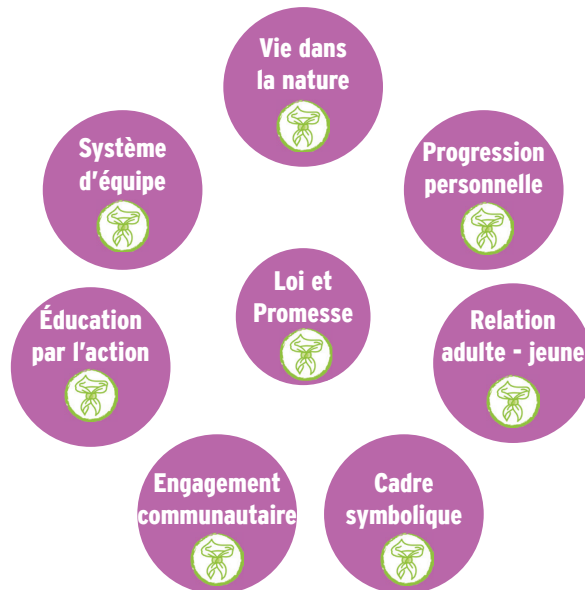 Vie dans
la nature
Système
d'équipe
Progression
personnelle
Loi et
Promesse
Éducation
par l'action
Relation
adulte - jeune
Engagement
communautaire
Cadre
symbolique